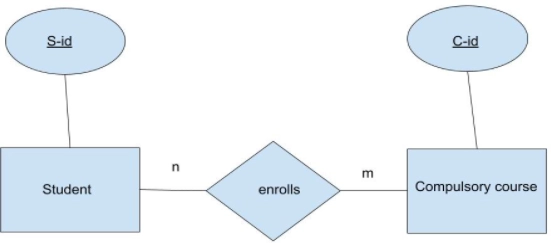 S-id
C-id
n
m
Student
enrolls
Compulsory course